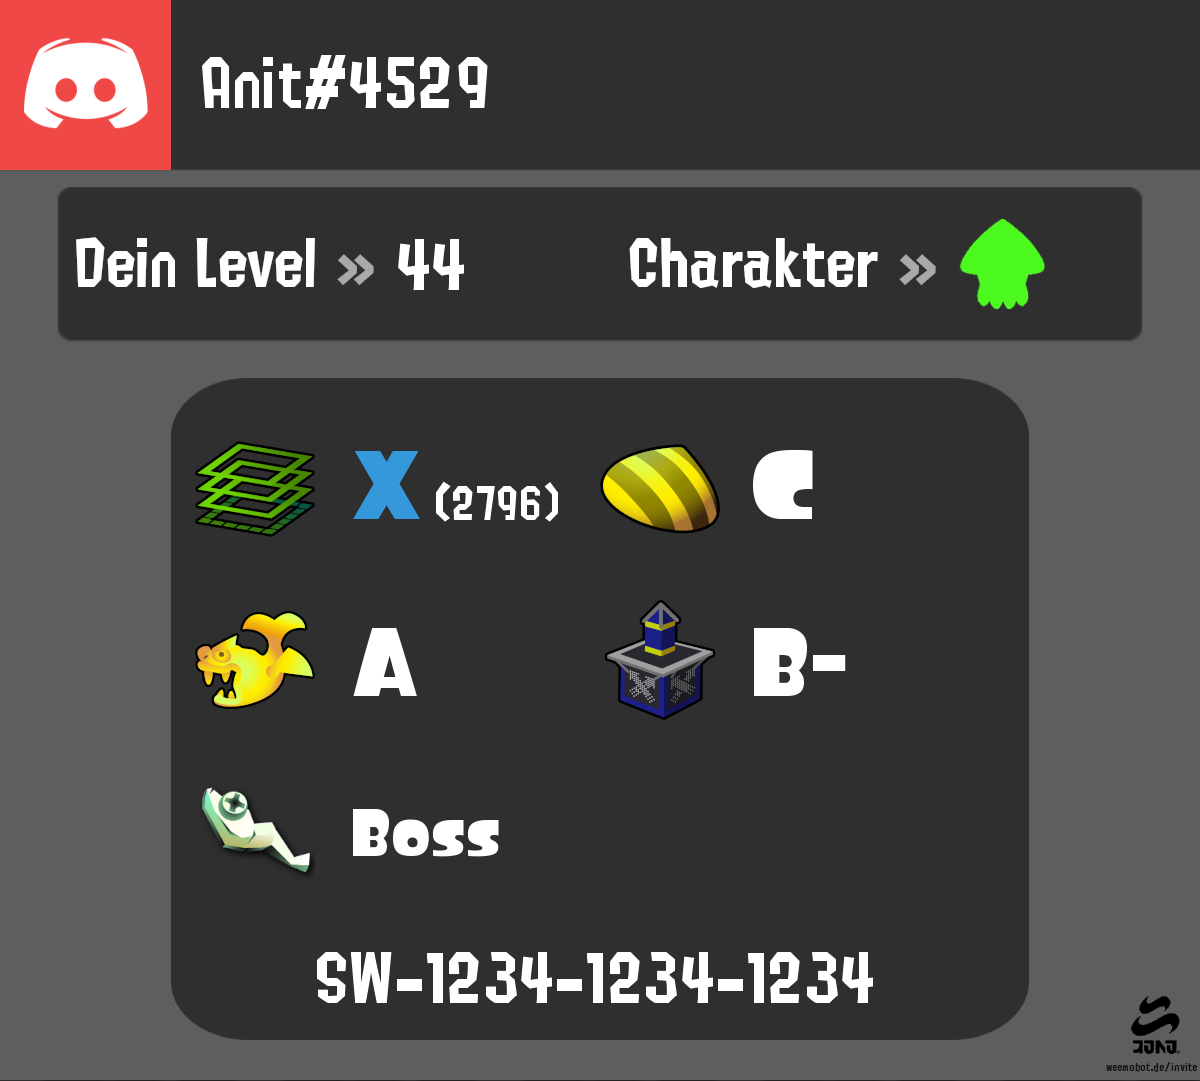 Anit#4529
Dein Level » 44
Charakter »
X (2796)
C
A
B-
Boss
SW-1234-1234-1234
weemobot.de/invite